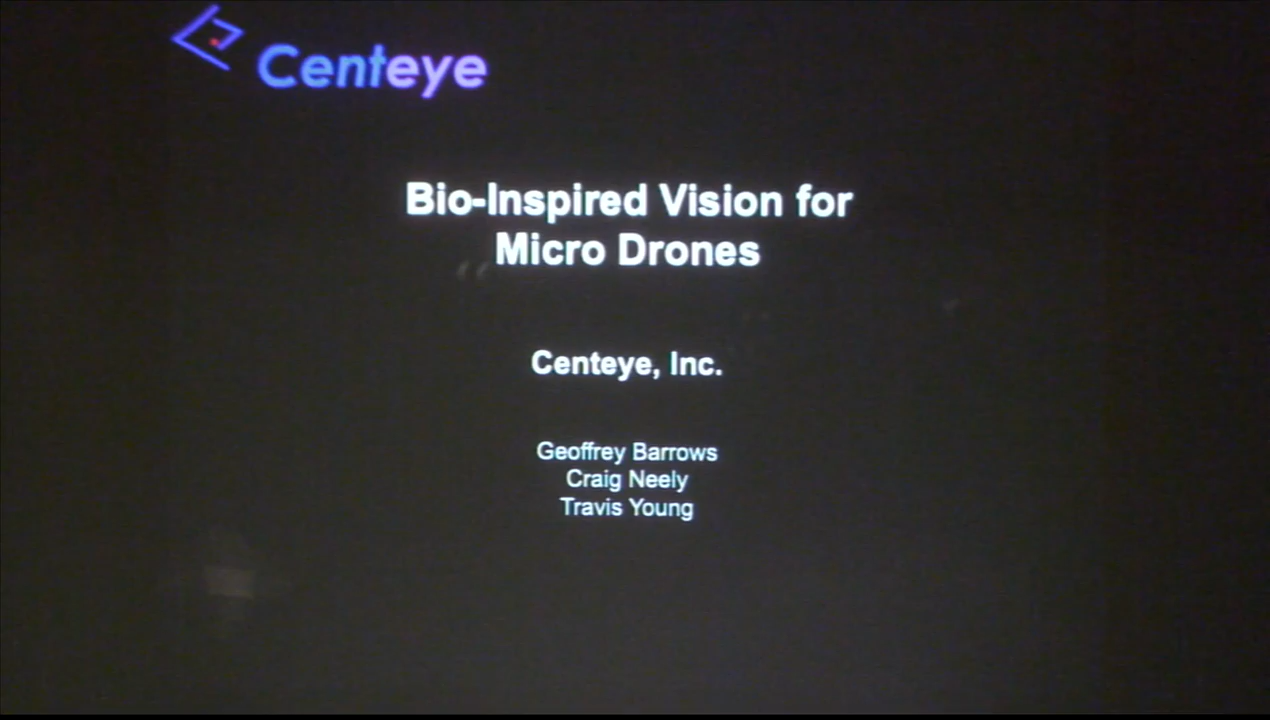 Centeye
Bio-Inspired Vision for
Micro Drones
Centeye, Inc.
Geoffrey Barrows
Craig Neely
Travis Young